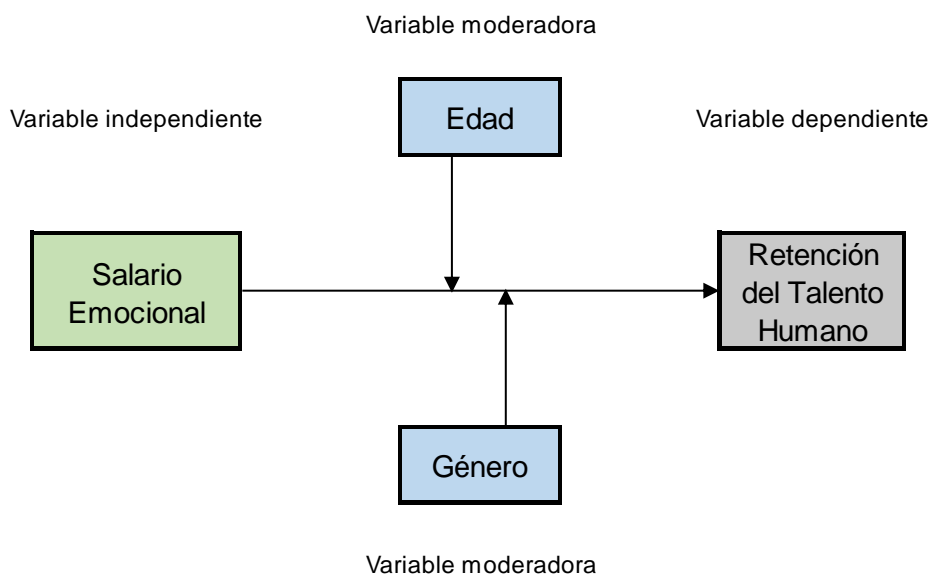 Variable moderadora
Variable independiente
Edad
Variable dependiente
Salario
Emocional
Retención
del Talento
Humano
Género
Variable moderadora